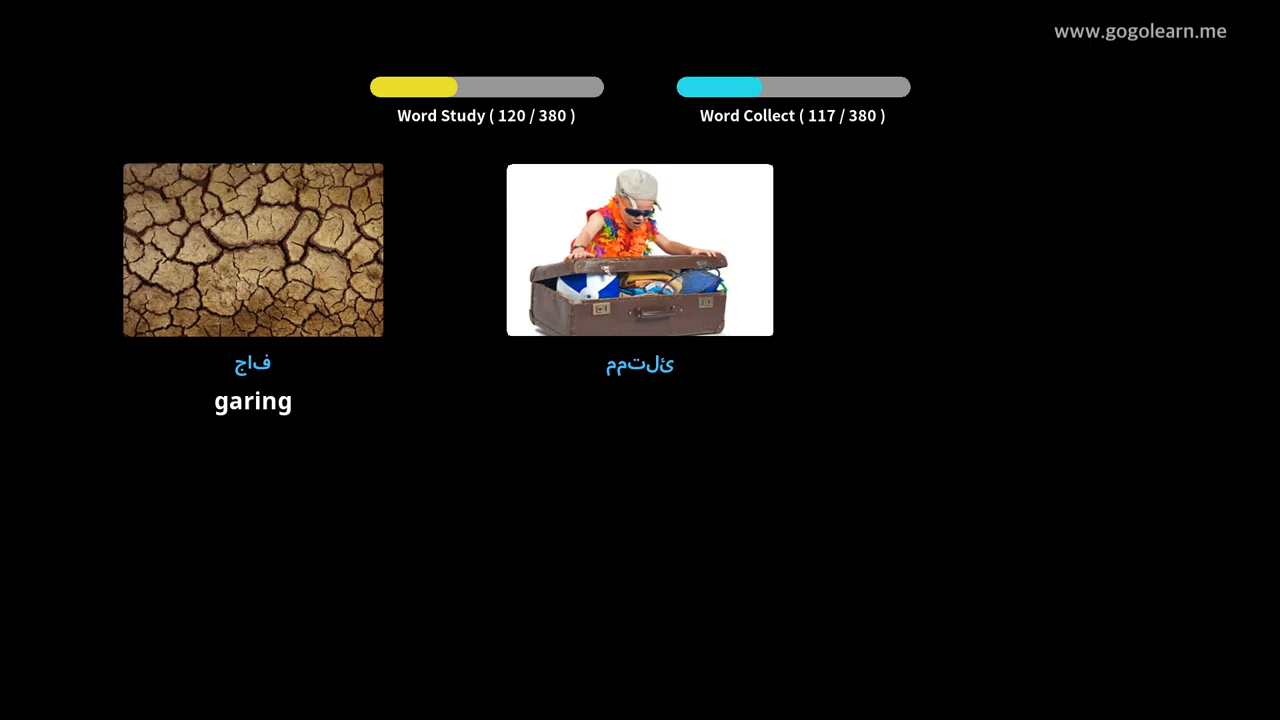 www.gogolearn.me
Word Study ( 120 / 380 )
Word Collect ( 117 / 380 )
جاف
ممتلئ
garing